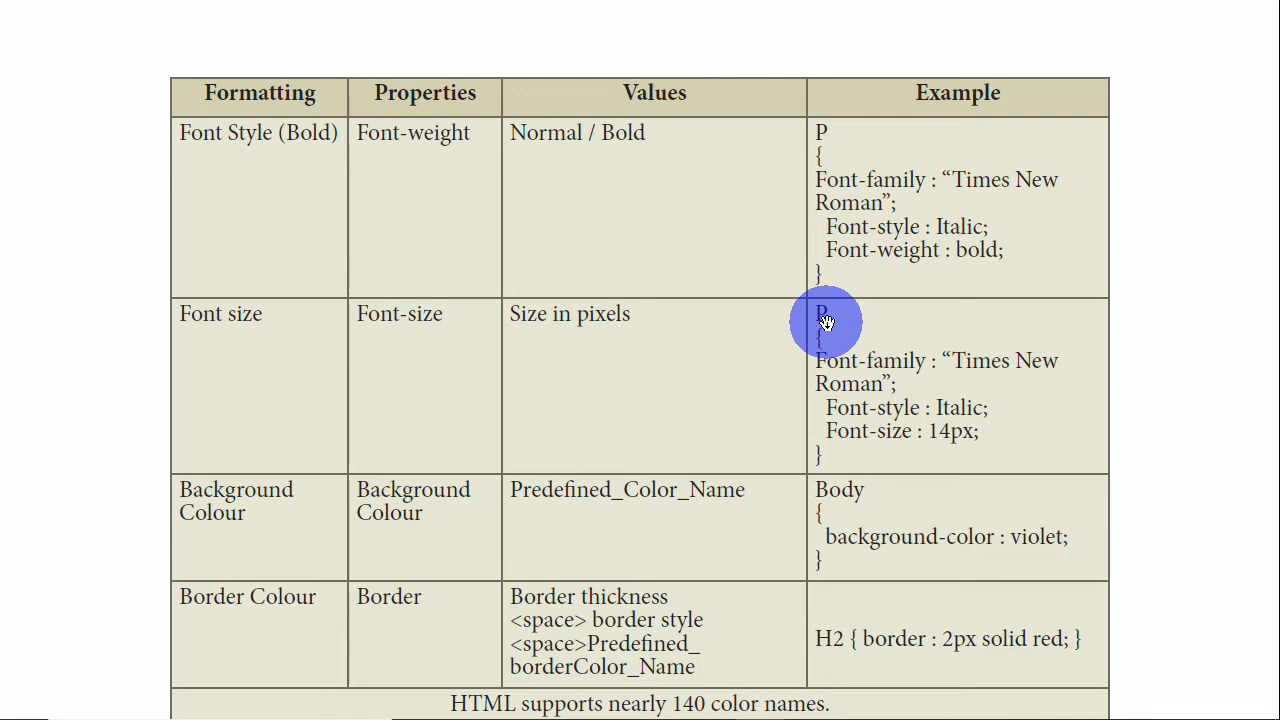 Formatting Properties Values Example
Font Style (Bold) Font-weight Normal / Bold P
{
Font-family : “Times New
Roman”;
Font-style : Italic;
Font-weight : bold;
}
Font size Font-size Size in pixels P
{
Font-family : “Times New
Roman”;
Font-style : Italic;
Font-size : 14px;
}
Background
Colour
Background
Colour
Predefined_Color_Name
Body
{
background-color : violet;
}
Border Colour
Border
Border thickness
<space> border style
<space>Predefined_
borderColor_Name
H2 { border : 2px solid red; }
HTML supports nearly 140 color names.